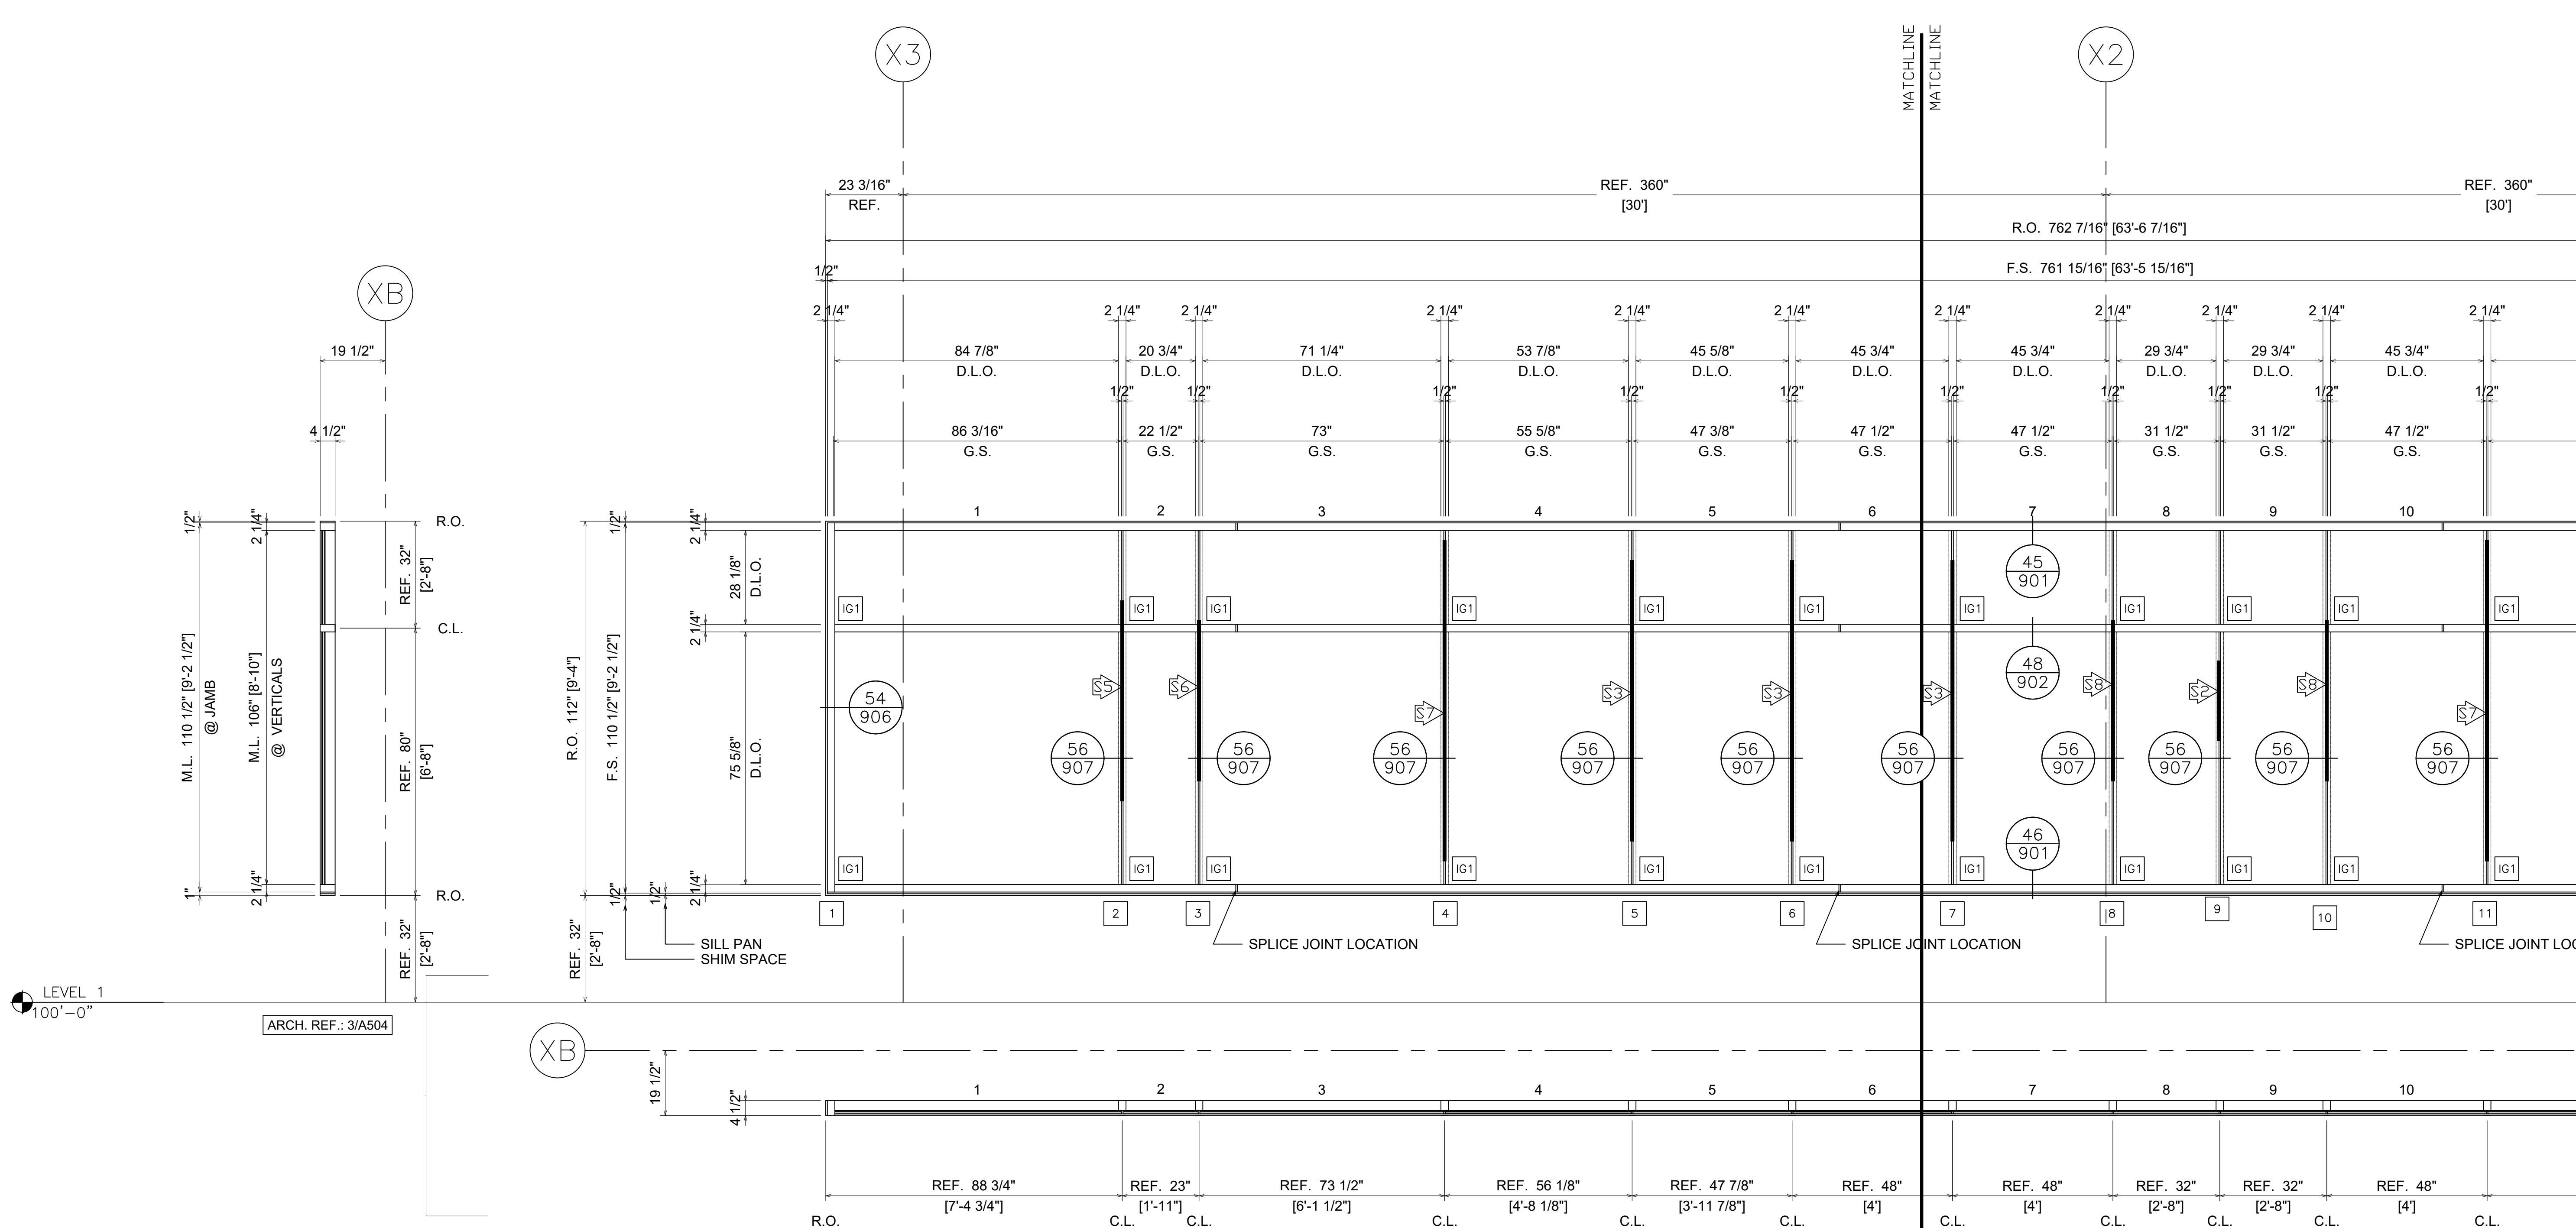 X3
MATCHLINE
MATCHLINE
X2
23 3/16"
REF.
REF. 360"
[30']
REF. 360"
[30']
R.O. 762 7/16" [63'-6 7/16"]
1/2"
F.S. 761 15/16" [63'-5 15/16"]
XB
2 1/4" 2 1/4" 2 1/4" 2 1/4" 2 1/4" 2 1/4" 2 1/4" 2 1/4" 2 1/4" 2 1/4" 2 1/4"
19 1/2"
84 7/8" 20 3/4" 71 1/4" 53 7/8" 45 5/8" 45 3/4" 45 3/4" 29 3/4" 29 3/4" 45 3/4"
D.L.O. D.L.O. D.L.O. D.L.O. D.L.O. D.L.O. D.L.O. D.L.O. D.L.O. D.L.O.
1/2" 1/2" 1/2" 1/2" 1/2" 1/2" 1/2" 1/2" 1/2" 1/2"
4 1/2"
86 3/16" 22 1/2" 73" 55 5/8" 47 3/8" 47 1/2" 47 1/2" 31 1/2" 31 1/2" 47 1/2"
G.S. G.S. G.S. G.S. G.S. G.S. G.S. G.S. G.S. G.S.
1 2 3 4 5 6 7 8 9 10
1/2"
M.L. 110 1/2" [9'-2 1/2"]
@ JAMB
1"
2 1/4"
M.L. 106" [8'-10"]
@ VERTICALS
2 1/4"
R.O.
REF. 32"
[2'-8"]
C.L.
REF. 80"
[6'-8"]
R.O.
REF. 32"
[2'-8"]
R.O. 112" [9'-4"]
REF. 32"
[2'-8"]
1/2"
F.S. 110 1/2" [9'-2 1/2"]
1/2"
1/2"
2 1/4"
28 1/8"
D.L.O.
2 1/4"
75 5/8"
D.L.O.
2 1/4"
45
901
IG1 IG1 IG1 IG1 IG1 IG1 IG1 IG1 IG1 IG1 IG1
48
902
S5 S6 S7 S3 S3 S3 S8 S2 S8 S7
54
906
56 56 56 56 56 56 56 56 56 56
907 907 907 907 907 907 907 907 907 907
46
901
IG1 IG1 IG1 IG1 IG1 IG1 IG1 IG1 IG1 IG1 IG1
1 2 3 4 5 6 7 8 9 10 11
SILL PAN
SHIM SPACE
SPLICE JOINT LOCATION
SPLICE JOINT LOCATION
SPLICE JOINT LOC
LEVEL 1
100'-0"
ARCH. REF.: 3/A504
XB
19 1/2"
4 1/2"
1 2 3 4 5 6 7 8 9 10
REF. 88 3/4" REF. 23" REF. 73 1/2" REF. 56 1/8" REF. 47 7/8" REF. 48" REF. 48" REF. 32" REF. 32" REF. 48"
[7'-4 3/4"] [1'-11"] [6'-1 1/2"] [4'-8 1/8"] [3'-11 7/8"] [4'] [4'] [2'-8"] [2'-8"] [4']
R.O. C.L. C.L. C.L. C.L. C.L. C.L. C.L. C.L. C.L. C.L.